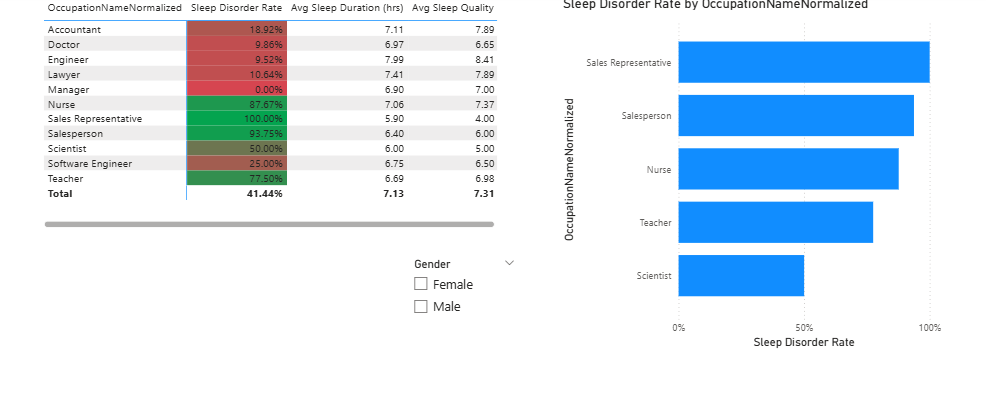 OccupationNameNormalized Sleep Disorder Rate Avg Sleep Duration (hrs) Avg Sleep Quality
Accountant 18.92% 7.11 7.89
Doctor 9.86% 6.97 6.65
Engineer 9.52% 7.99 8.41
Lawyer 10.64% 7.41 7.89
Manager 0.00% 6.90 7.00
Nurse 87.67% 7.06 7.37
Sales Representative 100.00% 5.90 4.00
Salesperson 93.75% 6.40 6.00
Scientist 50.00% 6.00 5.00
Software Engineer 25.00% 6.75 6.50
Teacher 77.50% 6.69 6.98
Total 41.44% 7.13 7.31
Gender
Female
Male
Sleep Disorder Rate by OccupationNameNormalized
OccupationNameNormalized
Sales Representative
Salesperson
Nurse
Teacher
Scientist
0% 50% 100%
Sleep Disorder Rate